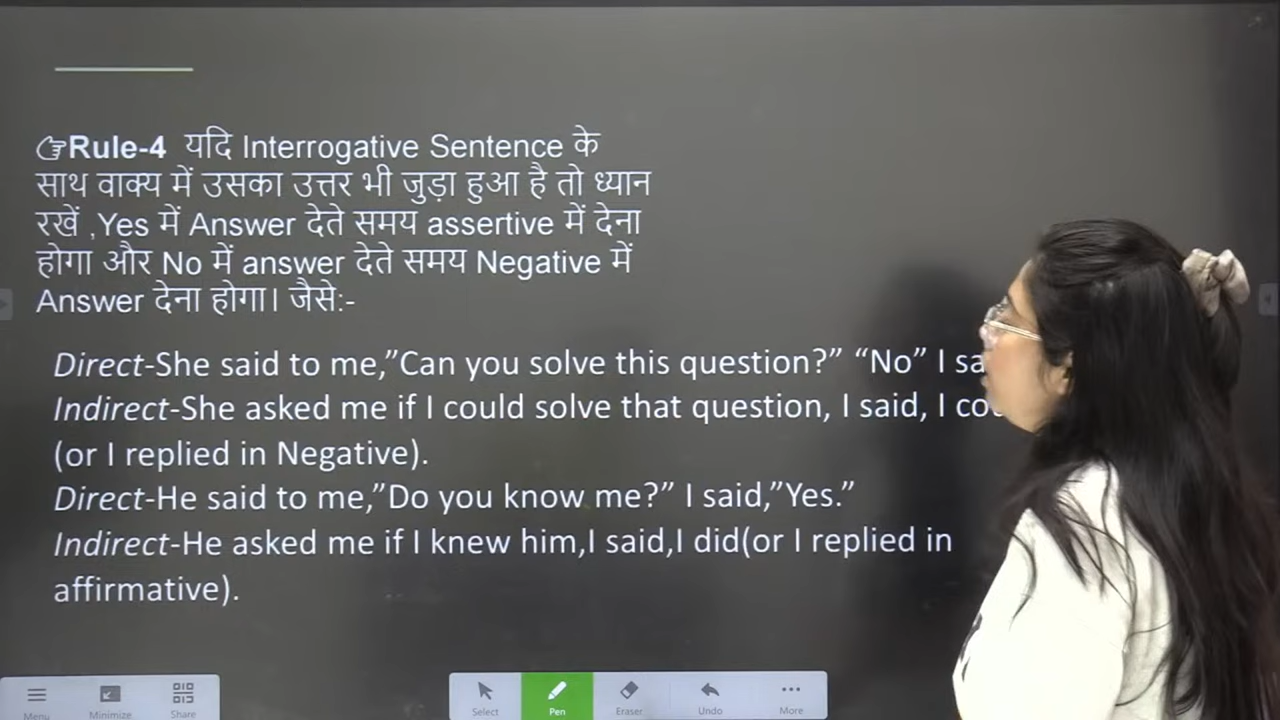 👉Rule-4 यदि Interrogative Sentence के
साथ वाक्य में उसका उत्तर भी जुड़ा हुआ है तो ध्यान
रखें ,Yes में Answer देते समय assertive में देना
होगा और No में answer देते समय Negative में
Answer देना होगा। जैसे:-
Direct-She said to me,”Can you solve this question?” “No” I
Indirect-She asked me if I could solve that question, I said, I
(or I replied in Negative).
Direct-He said to me,”Do you know me?” I said,”Yes.”
Indirect-He asked me if I knew him,I said,I did(or I replied in
affirmative).
Menu Minimize Share Select Pen Eraser Undo More